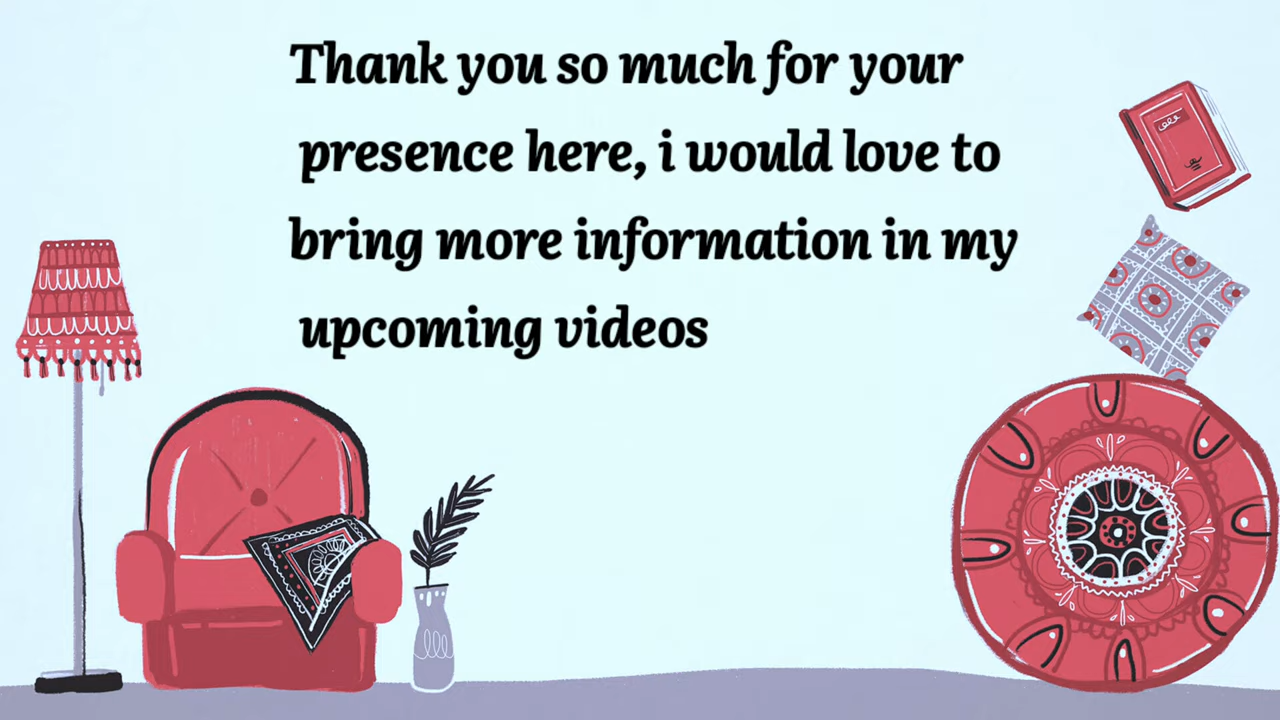 Thank you so much for your
presence here, i would love to
bring more information in my
upcoming videos